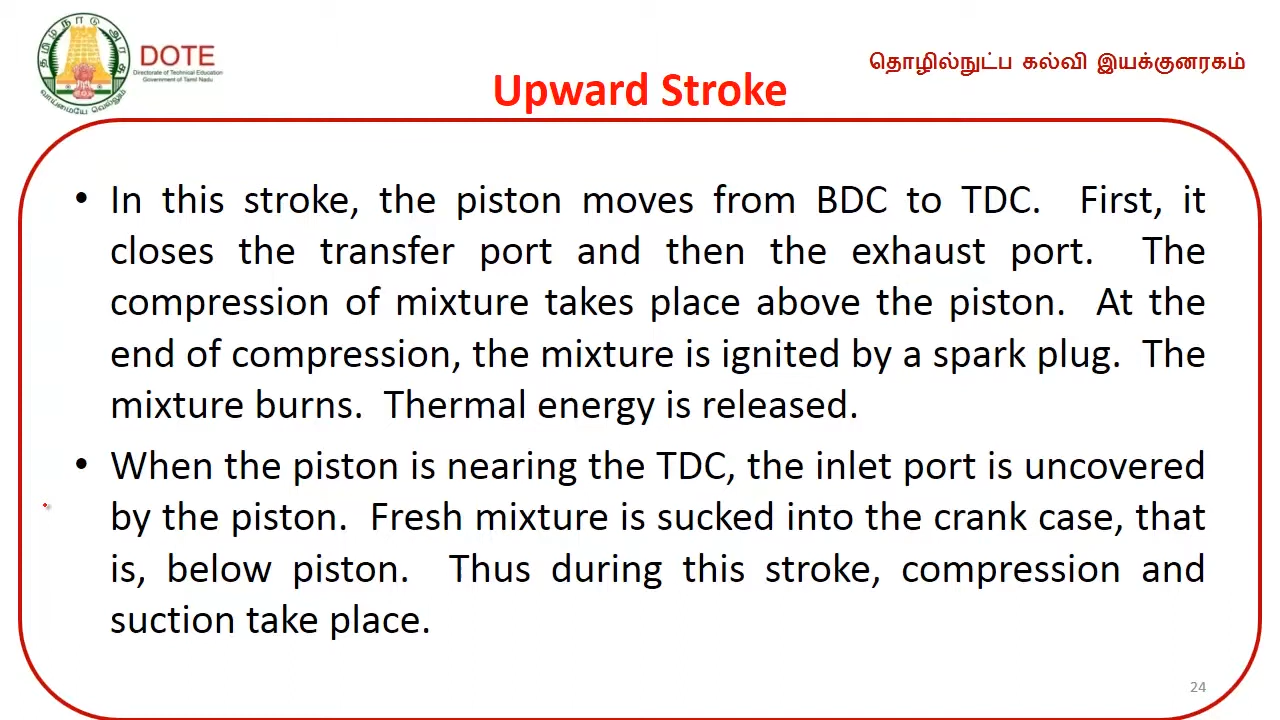 தமிழ்நாடு அரசு
வாய்மையே வெல்லும்
DOTE
Directorate of Technical Education
Government of Tamil Nadu
தொழில்நுட்ப கல்வி இயக்குனரகம்
Upward Stroke
• In this stroke, the piston moves from BDC to TDC. First, it
closes the transfer port and then the exhaust port. The
compression of mixture takes place above the piston. At the
end of compression, the mixture is ignited by a spark plug. The
mixture burns. Thermal energy is released.
• When the piston is nearing the TDC, the inlet port is uncovered
by the piston. Fresh mixture is sucked into the crank case, that
is, below piston. Thus during this stroke, compression and
suction take place.
24